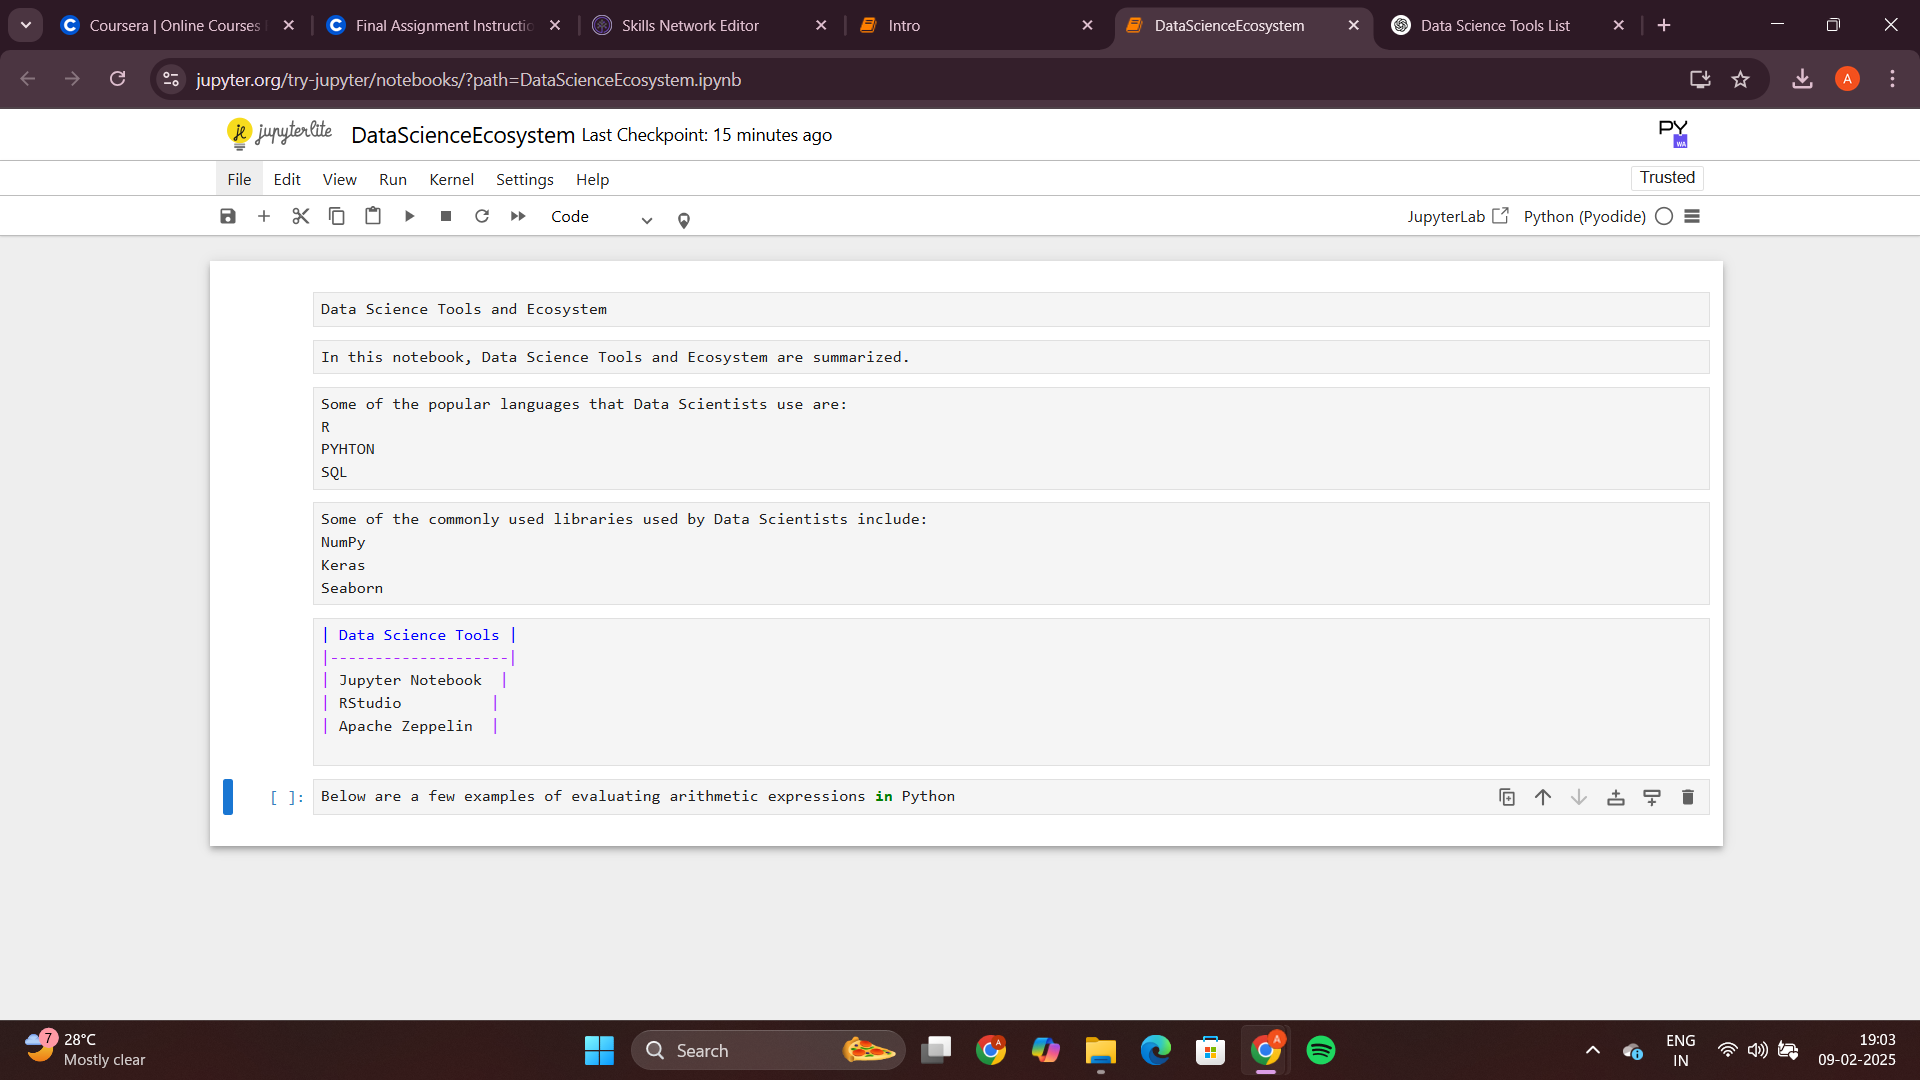 Coursera | Online Courses
Final Assignment Instructio
Skills Network Editor
Intro
DataScienceEcosystem
Data Science Tools List
jupyter.org/try-jupyter/notebooks/?path=DataScienceEcosystem.ipynb
A
jupyterlite
DataScienceEcosystem Last Checkpoint: 15 minutes ago
PY
WA
File Edit View Run Kernel Settings Help
Trusted
Code
JupyterLab
Python (Pyodide)
Data Science Tools and Ecosystem
In this notebook, Data Science Tools and Ecosystem are summarized.
Some of the popular languages that Data Scientists use are:
R
PYHTON
SQL
Some of the commonly used libraries used by Data Scientists include:
NumPy
Keras
Seaborn
| Data Science Tools |
|--------------------|
| Jupyter Notebook  |
| RStudio          |
| Apache Zeppelin  |
[ ]: Below are a few examples of evaluating arithmetic expressions in Python
7
28°C
Mostly clear
Search
ENG
IN
19:03
09-02-2025